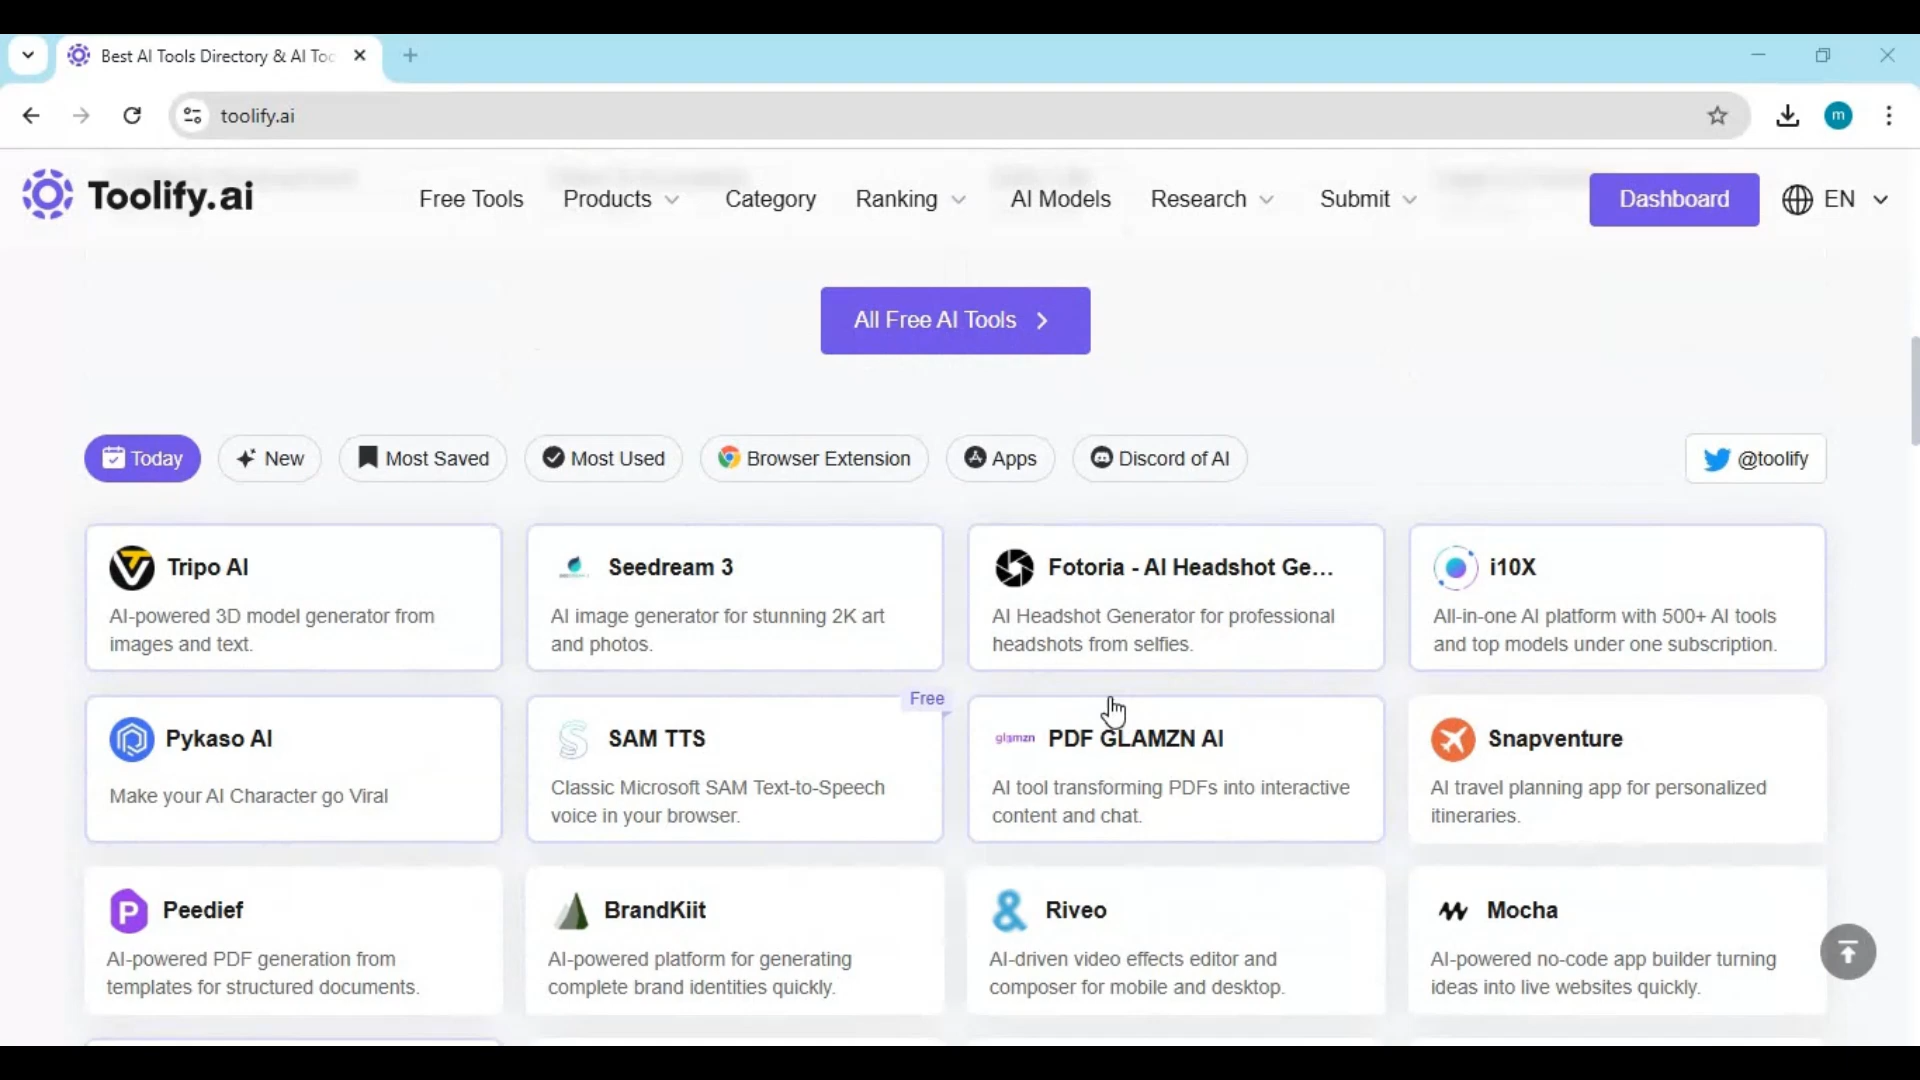 Best AI Tools Directory & AI Too
toolify.ai
m
Toolify.ai
Free Tools
Products
Category
Ranking
AI Models
Research
Submit
Dashboard
EN
All Free AI Tools
Today
New
Most Saved
Most Used
Browser Extension
Apps
Discord of AI
@toolify
Tripo AI
AI-powered 3D model generator from
images and text.
Seedream 3
AI image generator for stunning 2K art
and photos.
Fotoria - AI Headshot Ge...
AI Headshot Generator for professional
headshots from selfies.
i10X
All-in-one AI platform with 500+ AI tools
and top models under one subscription.
Pykaso AI
Make your AI Character go Viral
Free
SAM TTS
Classic Microsoft SAM Text-to-Speech
voice in your browser.
glamzn
PDF GLAMZN AI
AI tool transforming PDFs into interactive
content and chat.
Snapventure
AI travel planning app for personalized
itineraries.
P
Peedief
AI-powered PDF generation from
templates for structured documents.
BrandKiit
AI-powered platform for generating
complete brand identities quickly.
Riveo
AI-driven video effects editor and
composer for mobile and desktop.
Mocha
AI-powered no-code app builder turning
ideas into live websites quickly.